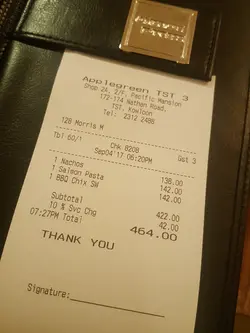 Applegreen TST 3
Shop 2A, 2/F. Pacific Mansion
172-114 Nathan Road,
TST, Kowloon
Tel: 2312 2488
128 Morris M
Tbl 60/1 Chk 8208 Gst 3
Sep04'17 06:20PM
1 Nachos 138.00
1 Salmon Pasta 142.00
1 BBQ Chix SW 142.00
Subtotal 422.00
10 % Svc Chg 42.00
07:27PM Total 464.00
THANK YOU
Signature: